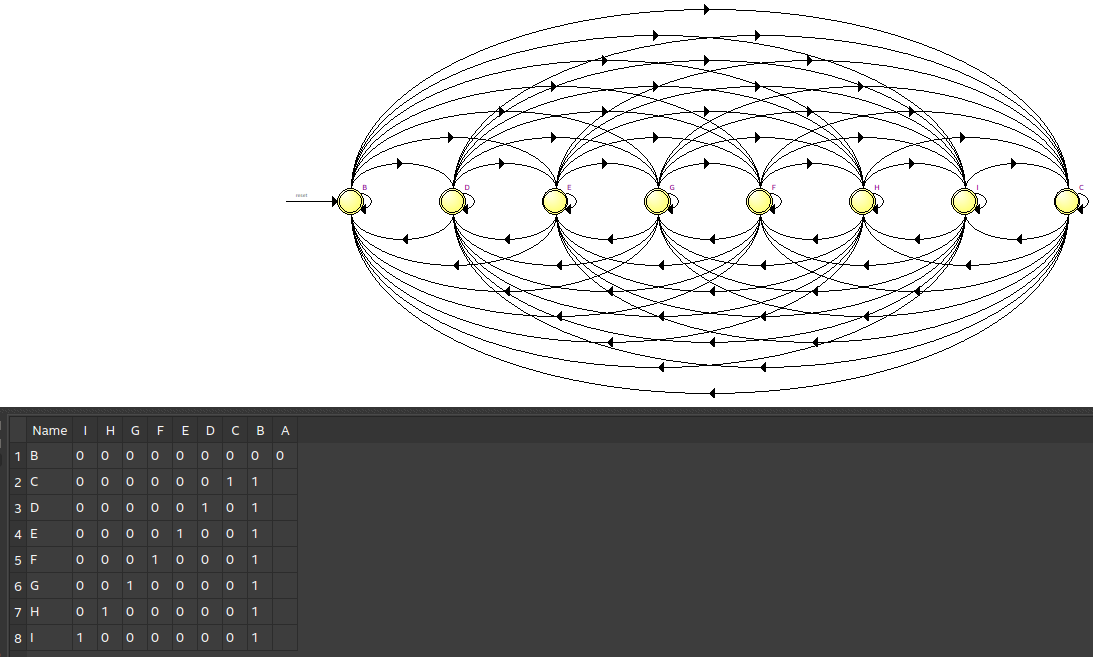 B D E G F H I C
reset
Name I H G F E D C B A
1 B 0 0 0 0 0 0 0 0 0
2 C 0 0 0 0 0 0 1 1
3 D 0 0 0 0 0 1 0 1
4 E 0 0 0 0 1 0 0 1
5 F 0 0 0 1 0 0 0 1
6 G 0 0 1 0 0 0 0 1
7 H 0 1 0 0 0 0 0 1
8 I 1 0 0 0 0 0 0 1